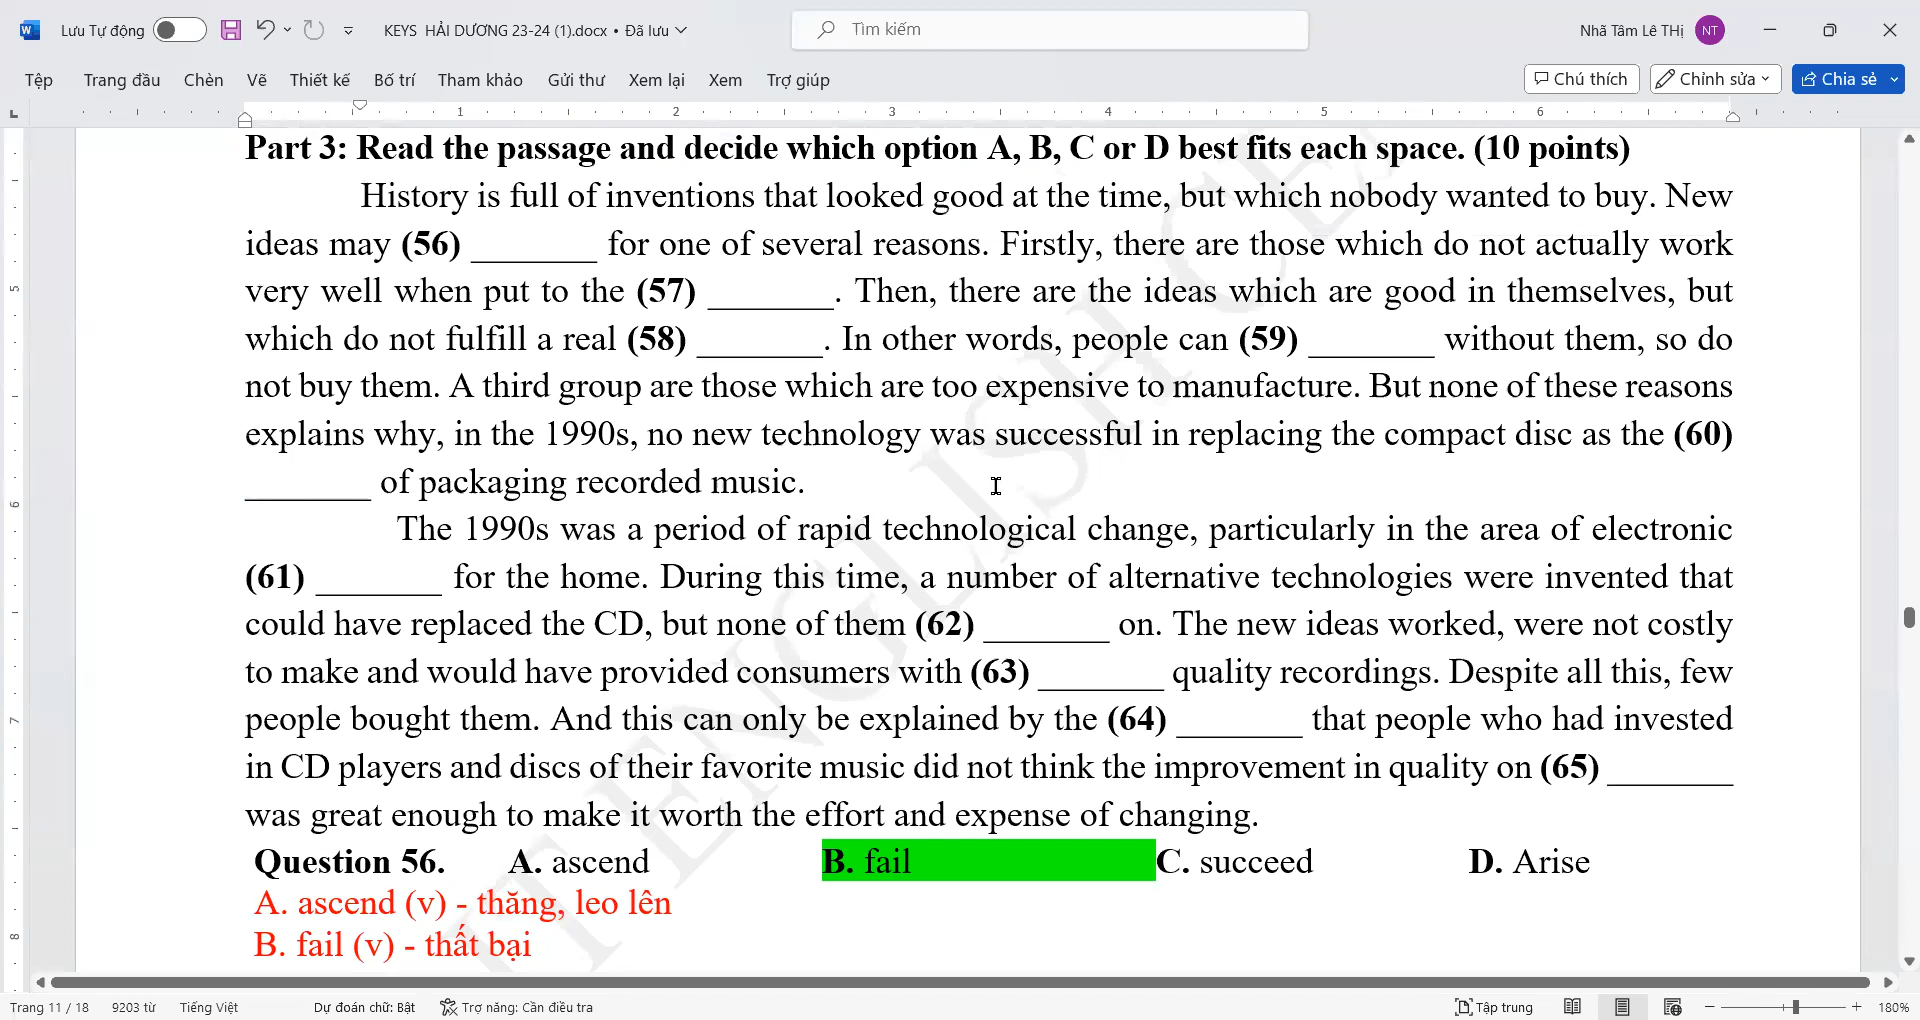 Lưu Tự động
KEYS HẢI DƯƠNG 23-24 (1).docx • Đã lưu
Tìm kiếm
Nhã Tâm Lê THị NT
Tệp Trang đầu Chèn Vẽ Thiết kế Bố trí Tham khảo Gửi thư Xem lại Xem Trợ giúp
Chú thích Chỉnh sửa Chia sẻ
1 2 3 4 5 6
Part 3: Read the passage and decide which option A, B, C or D best fits each space. (10 points)
History is full of inventions that looked good at the time, but which nobody wanted to buy. New
ideas may (56) _______ for one of several reasons. Firstly, there are those which do not actually work
very well when put to the (57) _______. Then, there are the ideas which are good in themselves, but
which do not fulfill a real (58) _______. In other words, people can (59) _______ without them, so do
not buy them. A third group are those which are too expensive to manufacture. But none of these reasons
explains why, in the 1990s, no new technology was successful in replacing the compact disc as the (60)
_______ of packaging recorded music.
The 1990s was a period of rapid technological change, particularly in the area of electronic
(61) _______ for the home. During this time, a number of alternative technologies were invented that
could have replaced the CD, but none of them (62) _______ on. The new ideas worked, were not costly
to make and would have provided consumers with (63) _______ quality recordings. Despite all this, few
people bought them. And this can only be explained by the (64) _______ that people who had invested
in CD players and discs of their favorite music did not think the improvement in quality on (65) _______
was great enough to make it worth the effort and expense of changing.
Question 56. A. ascend B. fail C. succeed D. Arise
A. ascend (v) - thăng, leo lên
B. fail (v) - thất bại
5
6
7
8
Trang 11 / 18 9203 từ Tiếng Việt Dự đoán chữ: Bật Trợ năng: Cần điều tra
Tập trung 180%